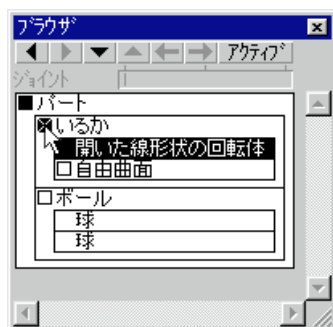 ブラウザ
アクティブ
ジョイント
パート
いるか
開いた線形状の回転体
自由曲面
ボール
球
球